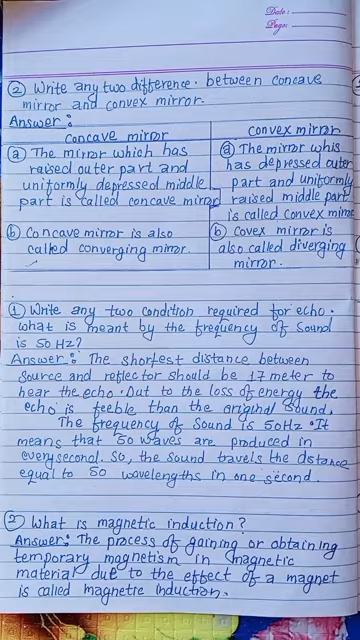 Date:
Page:
② Write any two difference. between concave
mirror and convex mirror.
Answer:
concave mirror
ⓐ The mirror which has
raised outer part and
uniformly depressed middle
part is called concave mirror
ⓑ Concave mirror is also
called converging mirror.
convex mirror
ⓐ The mirror whis
has depressed outer
part and uniformly
raised middle part
is called convex mirror
ⓑ Covex mirror is
also called diverging
mirror.
① Write any two condition required for echo.
what is meant by the frequency of sound
is 50 Hz?
Answer: The shortest distance between
source and reflector should be 17 meter to
hear the echo. Dut to the loss of energy the
echo is feeble than the original sound.
The frequency of sound is 50Hz. It
means that 50 waves are produced in
every second. So, the sound travels the distance
equal to 50 wavelengths in one second.
② What is magnetic induction?
Answer: The process of gaining or obtaining
temporary magnetism in magnetic
material due to the effect of a magnet
is called magnetic induction.